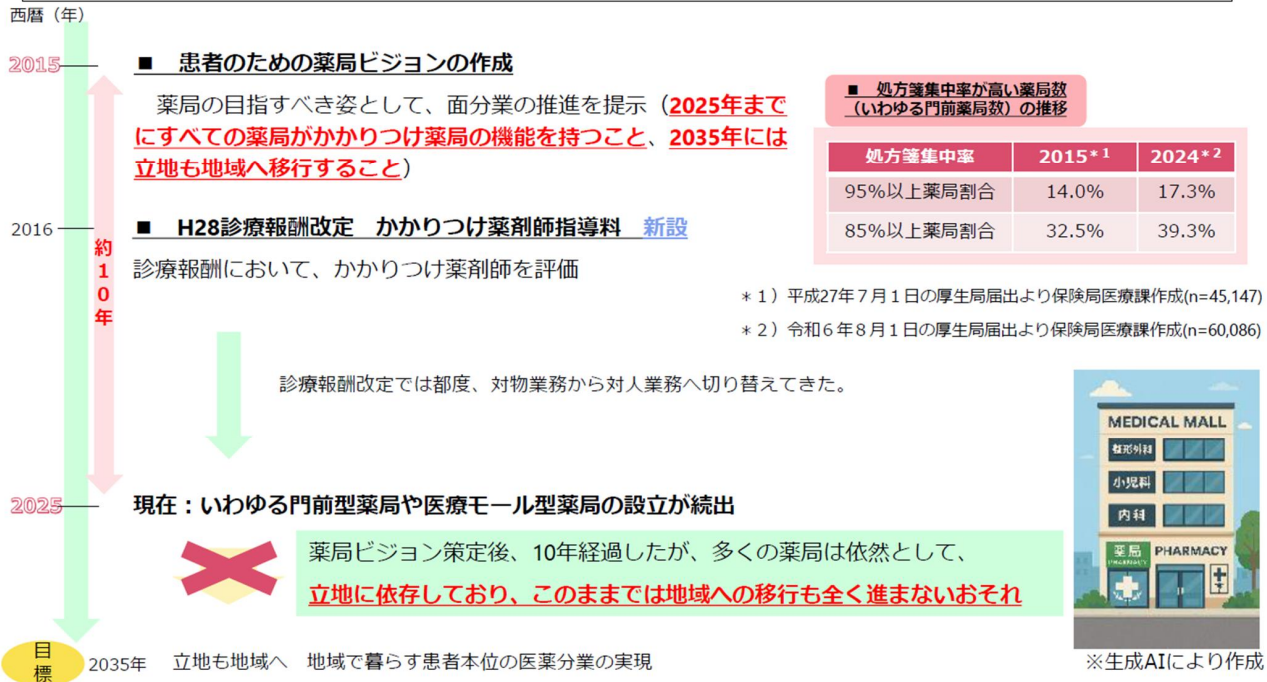 西暦（年）
2015
■　患者のための薬局ビジョンの作成
薬局の目指すべき姿として、面分業の推進を提示（2025年まで
にすべての薬局がかかりつけ薬局の機能を持つこと、2035年には
立地も地域へ移行すること）
■　処方箋集中率が高い薬局数
（いわゆる門前薬局数）の推移
処方箋集中率 2015*1 2024*2
95%以上薬局割合 14.0% 17.3%
85%以上薬局割合 32.5% 39.3%
＊1）平成27年７月１日の厚生局届出より保険局医療課作成(n=45,147)
＊２）令和６年８月１日の厚生局届出より保険局医療課作成(n=60,086)
2016
■　H28診療報酬改定　かかりつけ薬剤師指導料　新設
診療報酬において、かかりつけ薬剤師を評価
約10年
診療報酬改定では都度、対物業務から対人業務へ切り替えてきた。
2025
現在：いわゆる門前型薬局や医療モール型薬局の設立が続出
薬局ビジョン策定後、10年経過したが、多くの薬局は依然として、
立地に依存しており、このままでは地域への移行も全く進まないおそれ
MEDICAL MALL
整形外科
小児科
内科
薬局 PHARMACY
PHARMACY
※生成AIにより作成
目標
2035年　立地も地域へ　地域で暮らす患者本位の医薬分業の実現